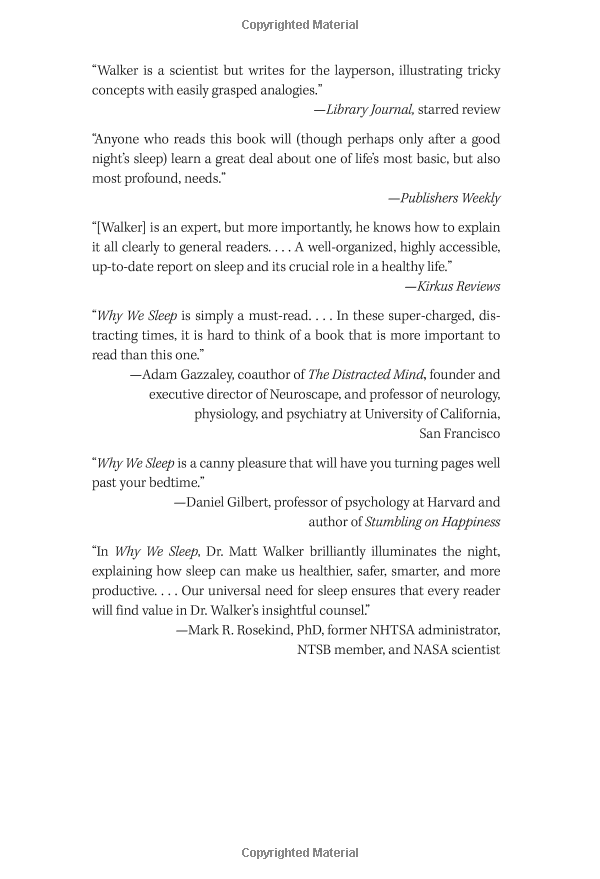 Copyrighted Material
“Walker is a scientist but writes for the layperson, illustrating tricky
concepts with easily grasped analogies.”
—Library Journal, starred review
“Anyone who reads this book will (though perhaps only after a good
night’s sleep) learn a great deal about one of life’s most basic, but also
most profound, needs.”
—Publishers Weekly
“[Walker] is an expert, but more importantly, he knows how to explain
it all clearly to general readers. . . . A well-organized, highly accessible,
up-to-date report on sleep and its crucial role in a healthy life.”
—Kirkus Reviews
“Why We Sleep is simply a must-read. . . . In these super-charged, dis-
tracting times, it is hard to think of a book that is more important to
read than this one.”
—Adam Gazzaley, coauthor of The Distracted Mind, founder and
executive director of Neuroscape, and professor of neurology,
physiology, and psychiatry at University of California,
San Francisco
“Why We Sleep is a canny pleasure that will have you turning pages well
past your bedtime.”
—Daniel Gilbert, professor of psychology at Harvard and
author of Stumbling on Happiness
“In Why We Sleep, Dr. Matt Walker brilliantly illuminates the night,
explaining how sleep can make us healthier, safer, smarter, and more
productive. . . . Our universal need for sleep ensures that every reader
will find value in Dr. Walker’s insightful counsel.”
—Mark R. Rosekind, PhD, former NHTSA administrator,
NTSB member, and NASA scientist
Copyrighted Material